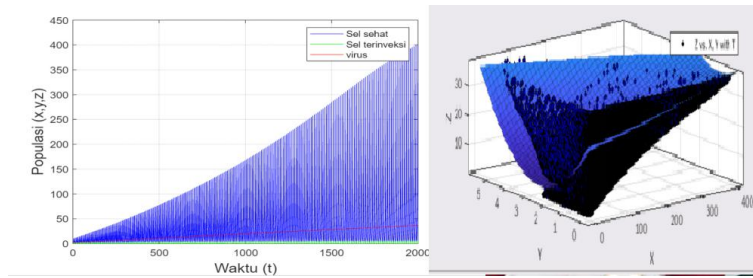 450
400
350
300
250
200
150
100
50
0
0 500 1000 1500 2000
Populasi (x,y,z)
Waktu (t)
Sel sehat
Sel terinveksi
virus
Z vs. X, Y with T
30
20
10
Z
5 4 3 2 1 0
Y
0 100 200 300 400
X